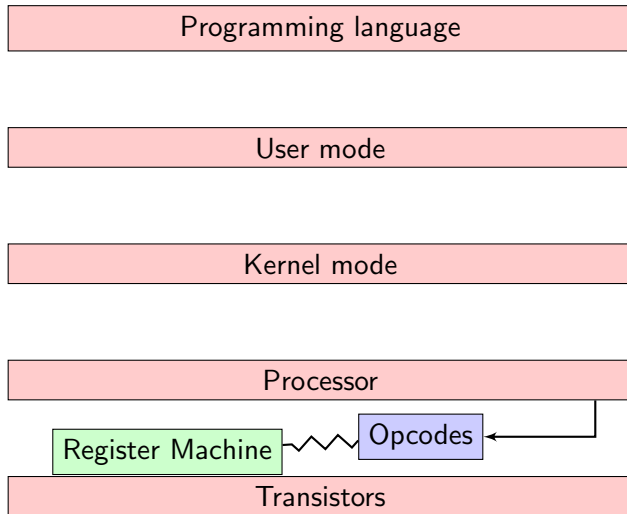 Programming language
User mode
Kernel mode
Processor
Opcodes
Register Machine
Transistors